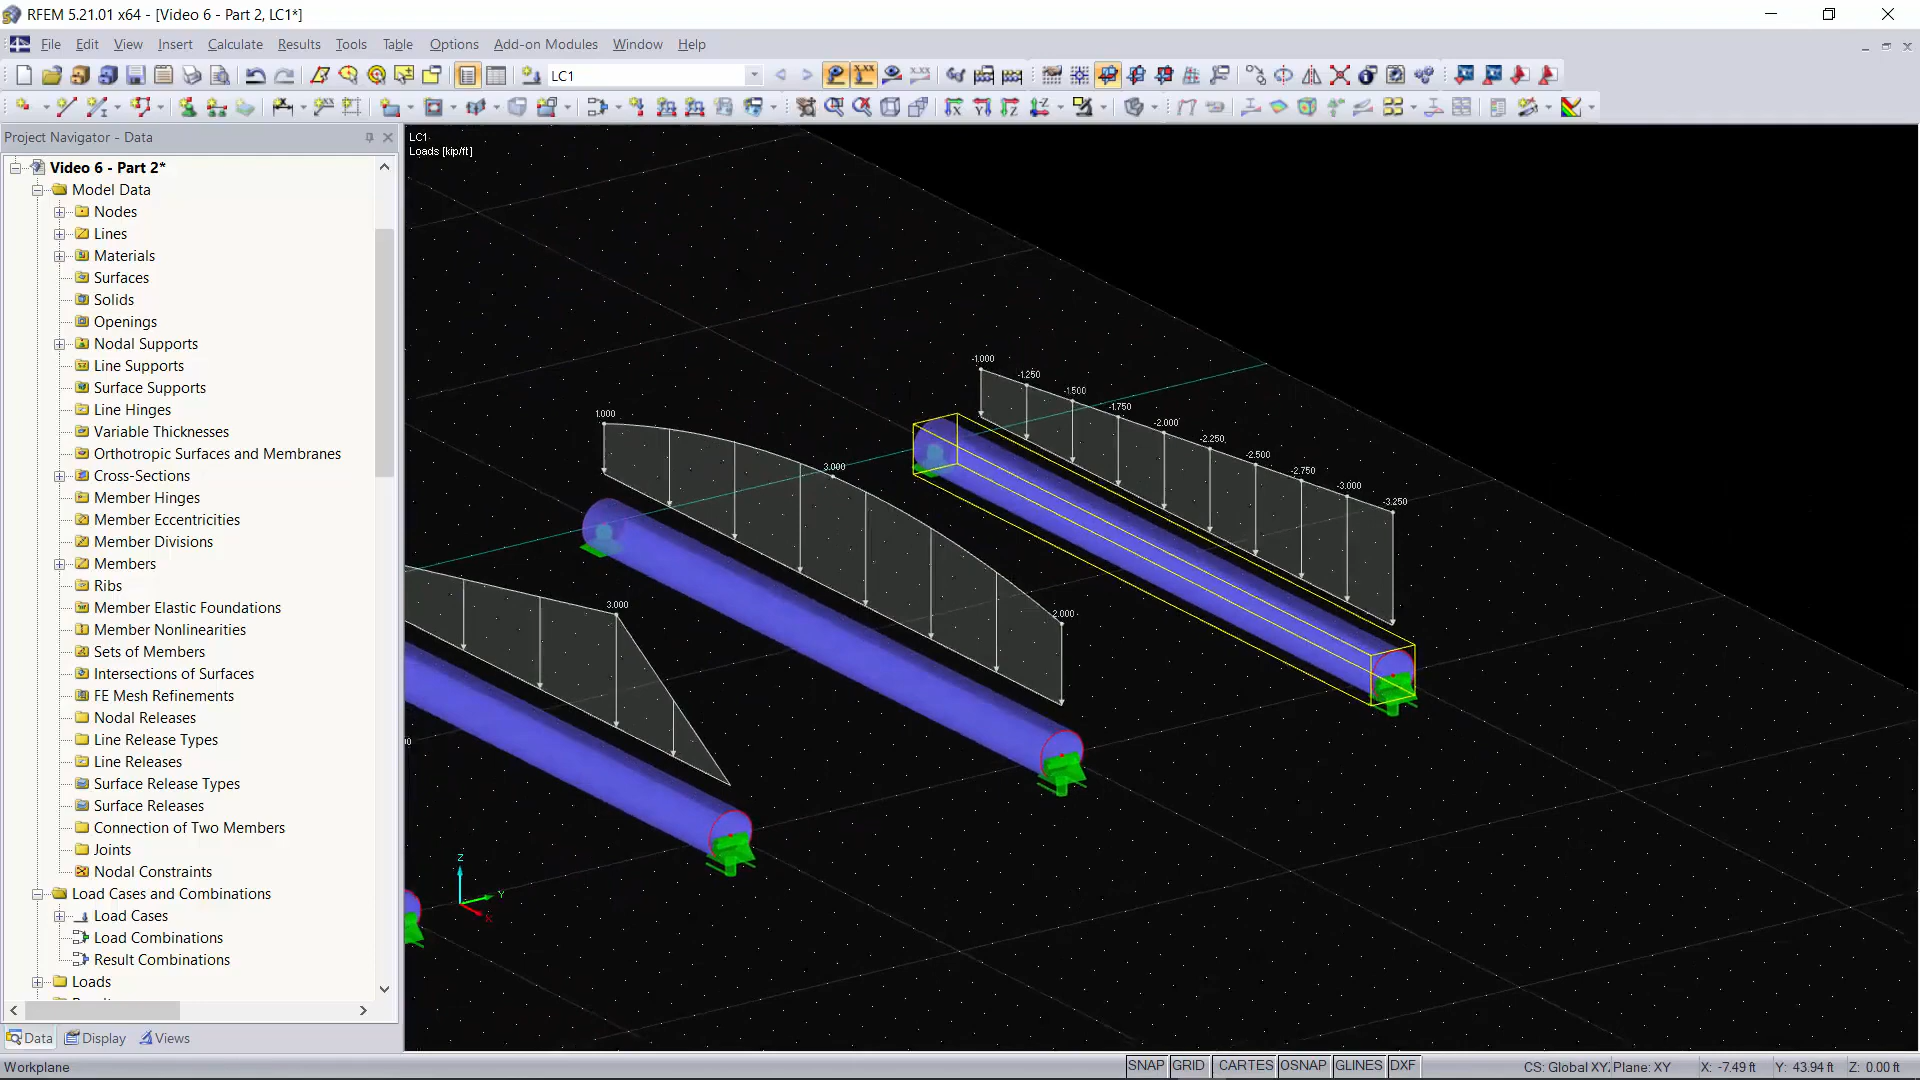 RFEM 5.21.01 x64 - [Video 6 - Part 2, LC1*]
File Edit View Insert Calculate Results Tools Table Options Add-on Modules Window Help
LC1
Project Navigator - Data
Video 6 - Part 2*
Model Data
Nodes
Lines
Materials
Surfaces
Solids
Openings
Nodal Supports
Line Supports
Surface Supports
Line Hinges
Variable Thicknesses
Orthotropic Surfaces and Membranes
Cross-Sections
Member Hinges
Member Eccentricities
Member Divisions
Members
Ribs
Member Elastic Foundations
Member Nonlinearities
Sets of Members
Intersections of Surfaces
FE Mesh Refinements
Nodal Releases
Line Release Types
Line Releases
Surface Release Types
Surface Releases
Connection of Two Members
Joints
Nodal Constraints
Load Cases and Combinations
Load Cases
Load Combinations
Result Combinations
Loads
Data Display Views
LC1
Loads [kip/ft]
-1.000
-1.250
-1.500
-1.750
-2.000
-2.250
-2.500
-2.750
-3.000
-3.250
1.000
3.000
2.000
3.000
Z
Y
X
Workplane
SNAP GRID CARTES OSNAP GLINES DXF
CS: Global XY, Plane: XY X: -7.49 ft Y: 43.94 ft Z: 0.00 ft